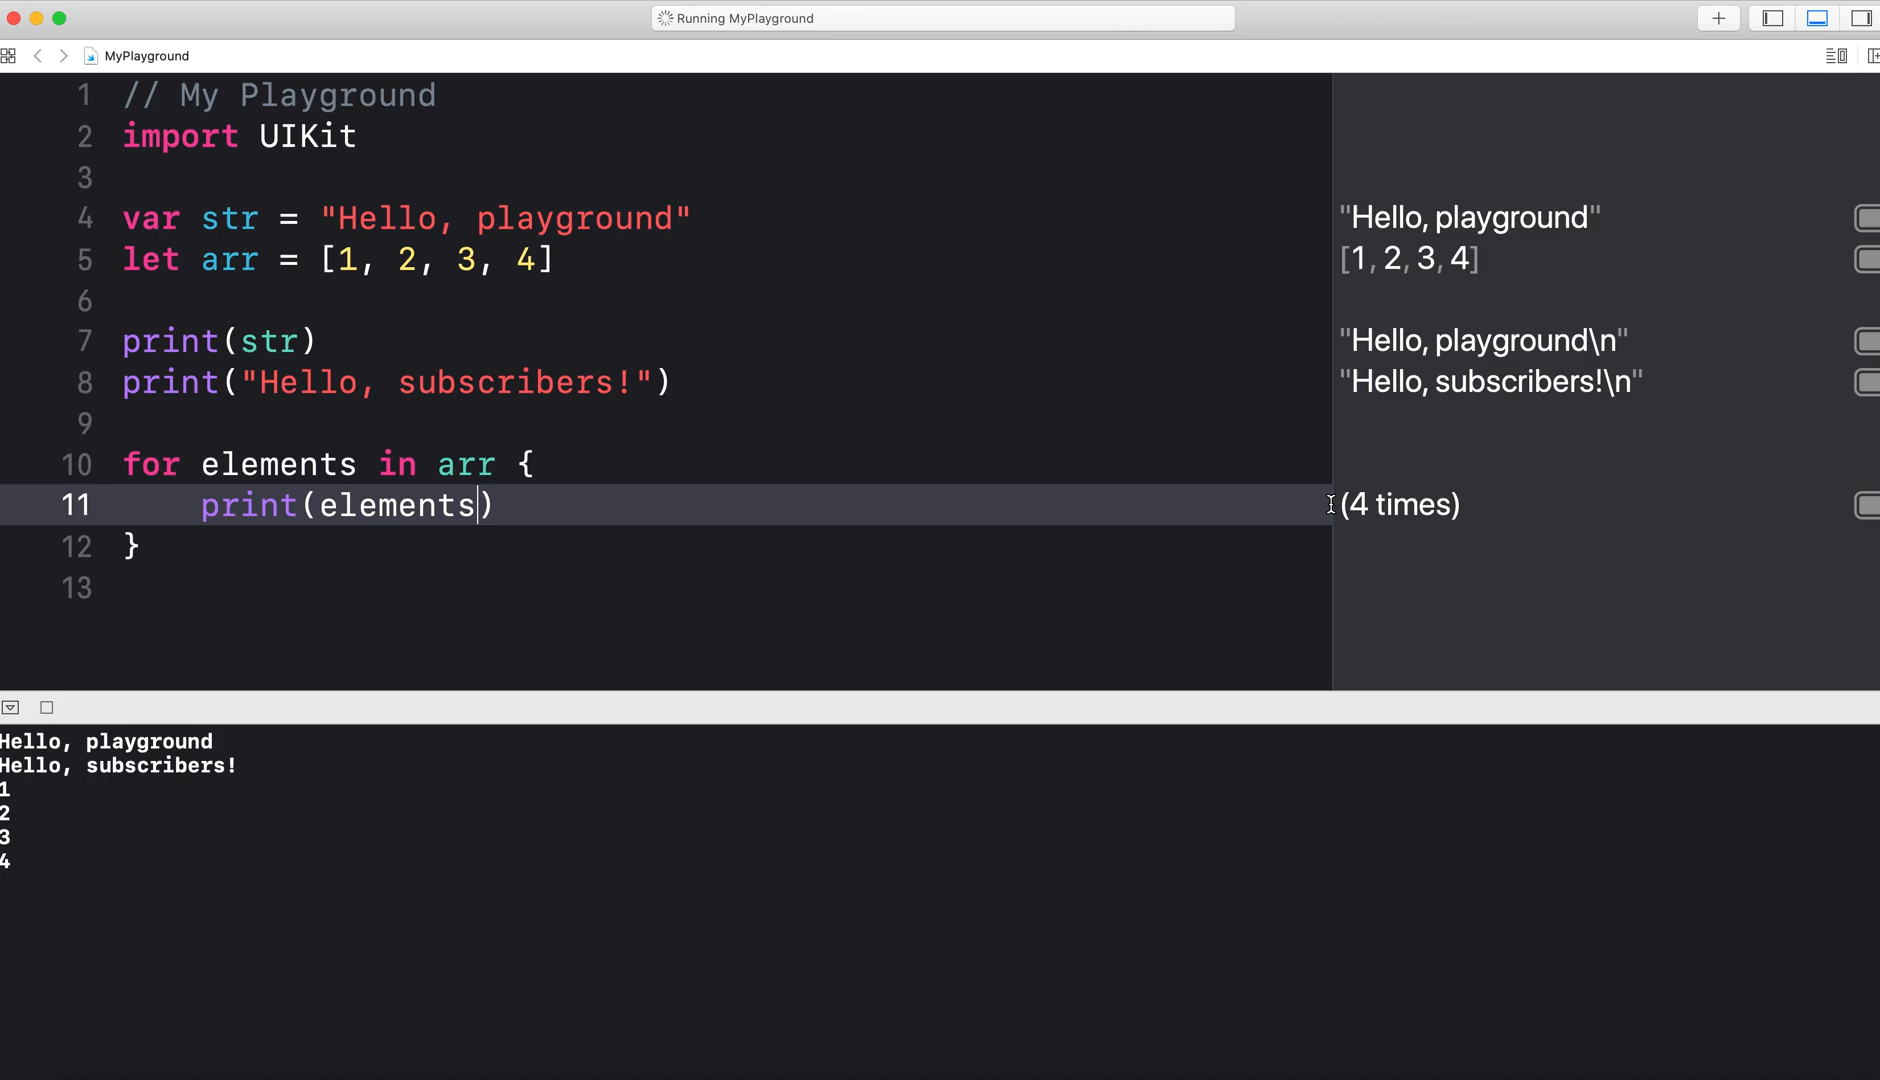 Running MyPlayground
MyPlayground
1 // My Playground
2 import UIKit
3
4 var str = "Hello, playground" "Hello, playground"
5 let arr = [1, 2, 3, 4] [1, 2, 3, 4]
6
7 print(str) "Hello, playground\n"
8 print("Hello, subscribers!") "Hello, subscribers!\n"
9
10 for elements in arr {
11 print(elements) (4 times)
12 }
13
Hello, playground
Hello, subscribers!
1
2
3
4